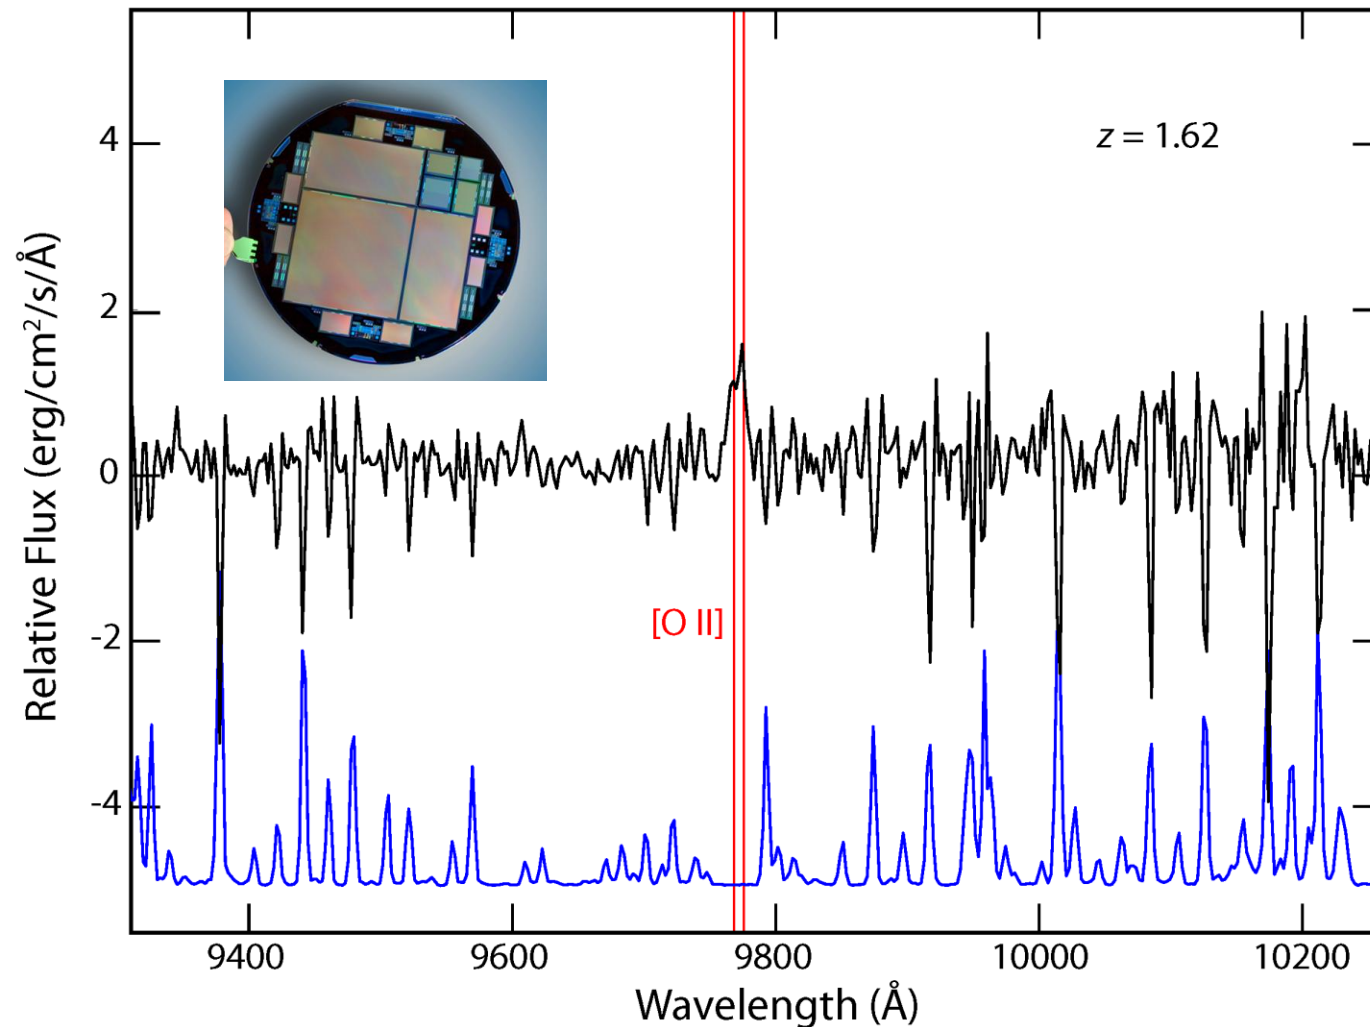 4
z = 1.62
2
0
[O II]
-2
-4
Relative Flux (erg/cm²/s/Å)
9400 9600 9800 10000 10200
Wavelength (Å)